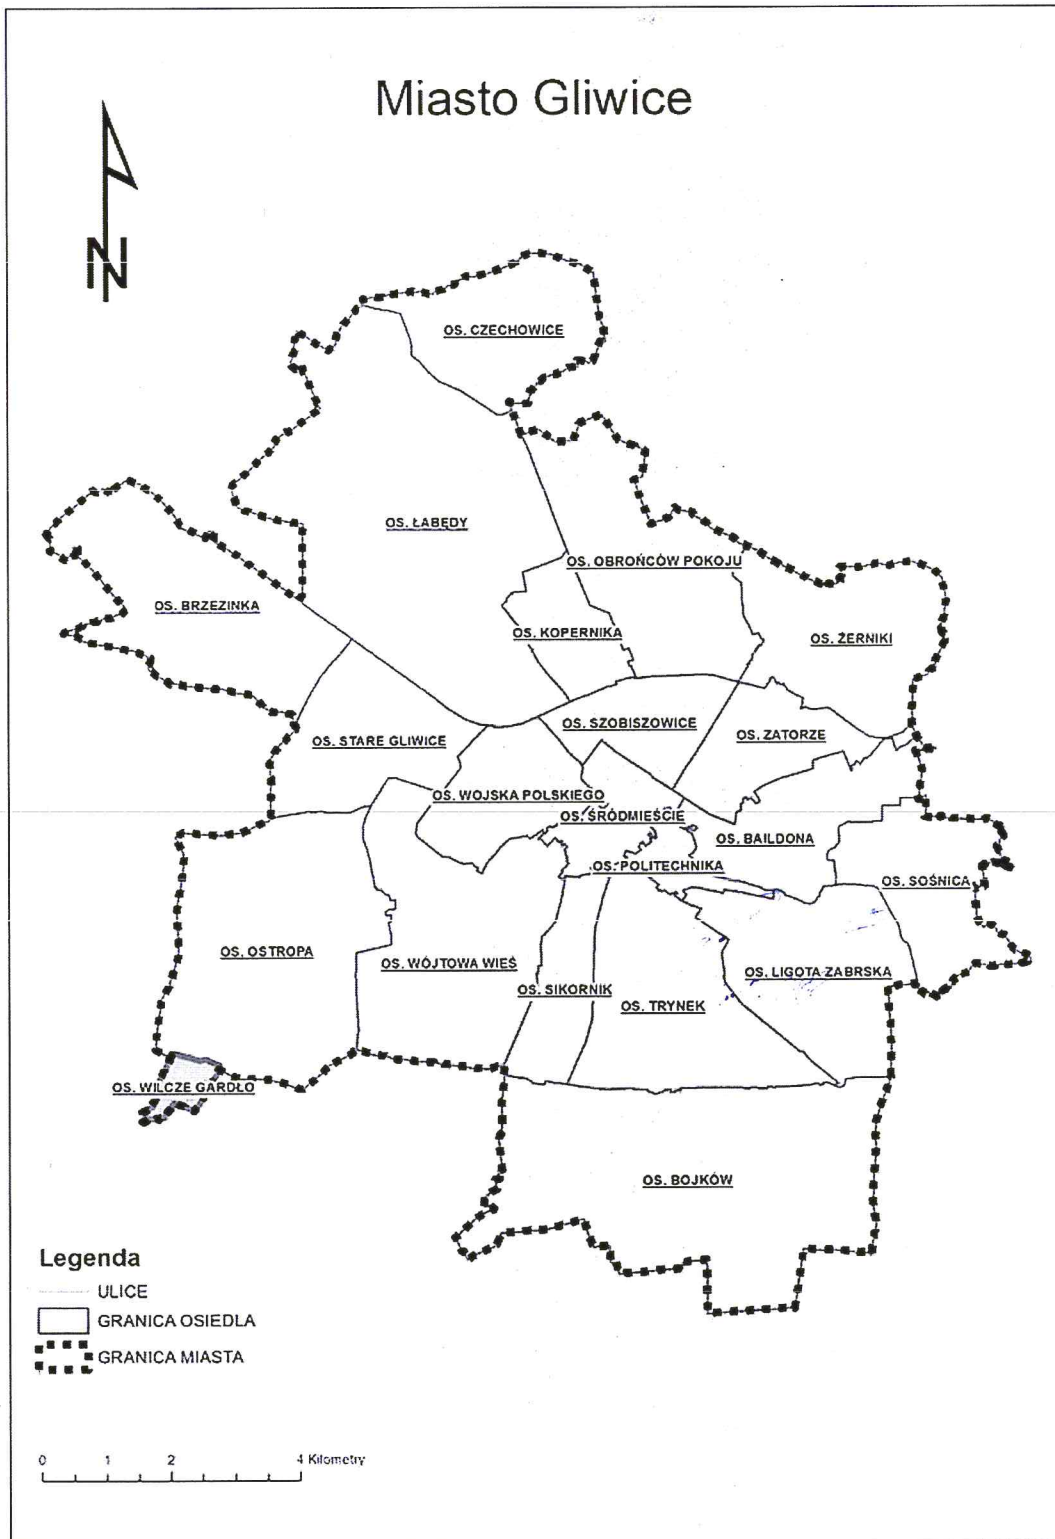 Miasto Gliwice
N
OS. CZECHOWICE
OS. ŁABĘDY
OS. OBROŃCÓW POKOJU
OS. BRZEZINKA
OS. KOPERNIKA
OS. ŻERNIKI
OS. SZOBISZOWICE
OS. ZATORZE
OS. STARE GLIWICE
OS. WOJSKA POLSKIEGO
OS. ŚRÓDMIEŚCIE
OS. BAILDONA
OS. POLITECHNIKA
OS. SOŚNICA
OS. OSTROPA
OS. WÓJTOWA WIEŚ
OS. LIGOTA ZABRSKA
OS. SIKORNIK
OS. TRYNEK
OS. WILCZE GARDŁO
OS. BOJKÓW
Legenda
ULICE
GRANICA OSIEDLA
GRANICA MIASTA
0 1 2 4 Kilometry